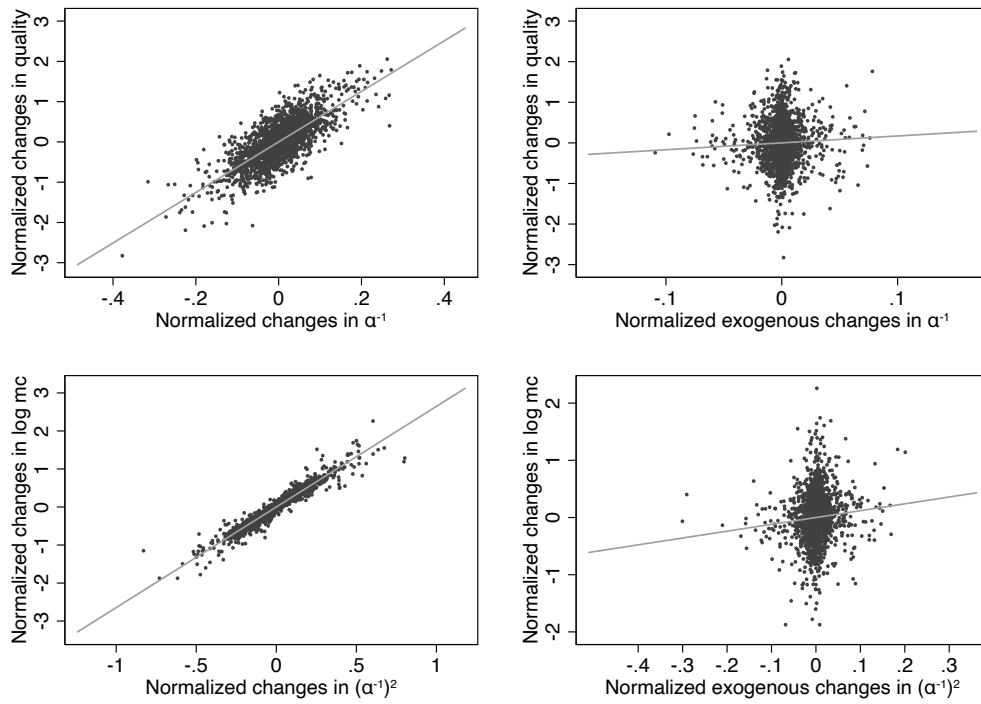 Normalized changes in quality
3
2
1
0
-1
-2
-3
-.4 -.2 0 .2 .4
Normalized changes in α⁻¹
Normalized changes in quality
3
2
1
0
-1
-2
-3
-.1 0 .1
Normalized exogenous changes in α⁻¹
Normalized changes in log mc
3
2
1
0
-1
-2
-3
-1 -.5 0 .5 1
Normalized changes in (α⁻¹)²
Normalized changes in log mc
2
1
0
-1
-2
-.4 -.3 -.2 -.1 0 .1 .2 .3
Normalized exogenous changes in (α⁻¹)²